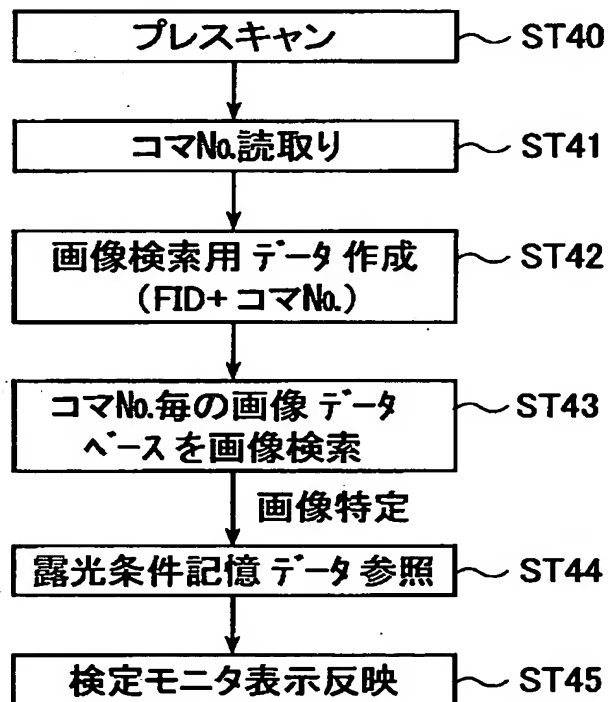 プレスキャン ST40
コマNo.読取り ST41
画像検索用データ作成 ST42
(FID+コマNo.)
コマNo.毎の画像データ ST43
ベースを画像検索
画像特定
露光条件記憶データ参照 ST44
検定モニタ表示反映 ST45